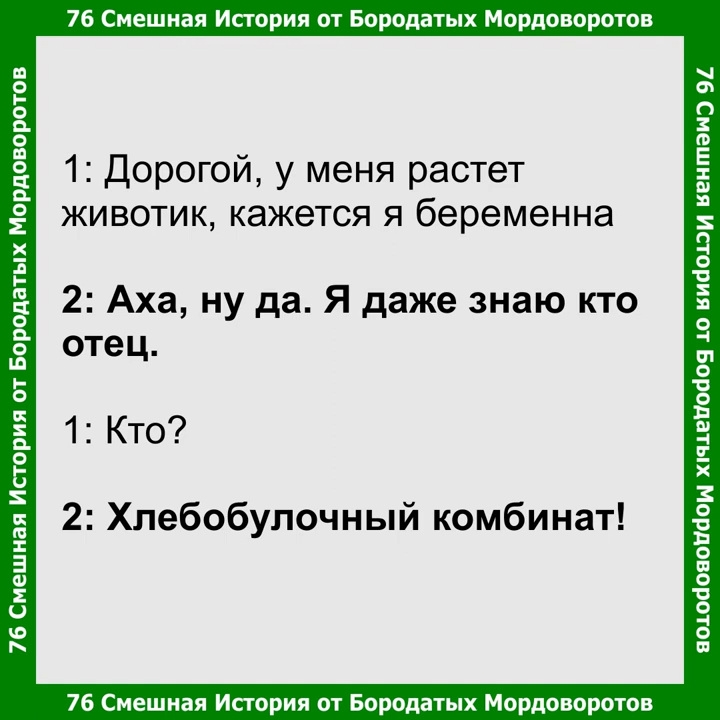 76 Смешная История от Бородатых Мордоворотов
1: Дорогой, у меня растет
животик, кажется я беременна
2: Аха, ну да. Я даже знаю кто
отец.
1: Кто?
2: Хлебобулочный комбинат!
76 Смешная История от Бородатых Мордоворотов
76 Смешная История от Бородатых Мордоворотов
76 Смешная История от Бородатых Мордоворотов